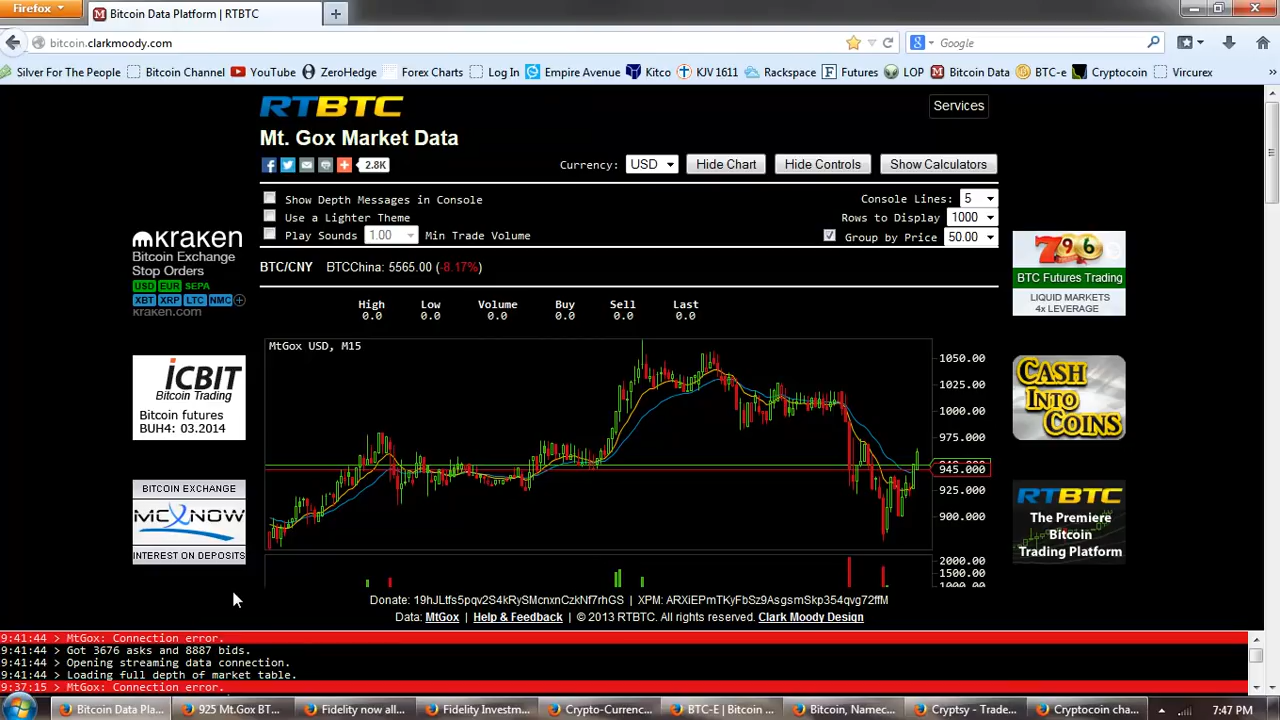 Firefox
Bitcoin Data Platform | RTBTC
bitcoin.clarkmoody.com
Google
Silver For The People
Bitcoin Channel
YouTube
ZeroHedge
Forex Charts
Log In
Empire Avenue
Kitco
KJV 1611
Rackspace
Futures
LOP
Bitcoin Data
BTC-e
Cryptocoin
Vircurex
RTBTC
Services
Mt. Gox Market Data
2.8K
Currency: USD
Hide Chart
Hide Controls
Show Calculators
Show Depth Messages in Console
Console Lines: 5
Use a Lighter Theme
Rows to Display 1000
Play Sounds 1.00 Min Trade Volume
Group by Price 50.00
BTC/CNY BTCChina: 5565.00 (-8.17%)
High Low Volume Buy Sell Last
0.0 0.0 0.0 0.0 0.0 0.0
MtGox USD, M15
1050.00
1025.00
1000.00
975.00
945.000
925.00
900.00
2000.00
1500.00
1000.00
kraken
Bitcoin Exchange
Stop Orders
USD EUR SEPA
XBT XRP LTC NMC
kraken.com
ICBIT
Bitcoin Trading
Bitcoin futures
BUH4: 03.2014
BITCOIN EXCHANGE
MCXNOW
INTEREST ON DEPOSITS
796
BTC Futures Trading
LIQUID MARKETS
4x LEVERAGE
CASH
INTO
COINS
RTBTC
The Premiere
Bitcoin
Trading Platform
Donate: 19hJLtfs5pqv2S4kRySMcnxnCzkNf7rhGS | XPM: ARXiEPmTKyFbSz9AsgsmSkp354qvg72ffM
Data: MtGox | Help & Feedback | © 2013 RTBTC. All rights reserved. Clark Moody Design
9:41:44 > MtGox: Connection error.
9:41:44 > Got 3676 asks and 8887 bids.
9:41:44 > Opening streaming data connection.
9:41:44 > Loading full depth of market table.
9:37:15 > MtGox: Connection error.
Bitcoin Data Pla...
925 Mt.Gox BT...
Fidelity now all...
Fidelity Investm...
Crypto-Currenc...
BTC-E | Bitcoin ...
Bitcoin, Namec...
Cryptsy - Trade...
Cryptocoin cha...
7:47 PM